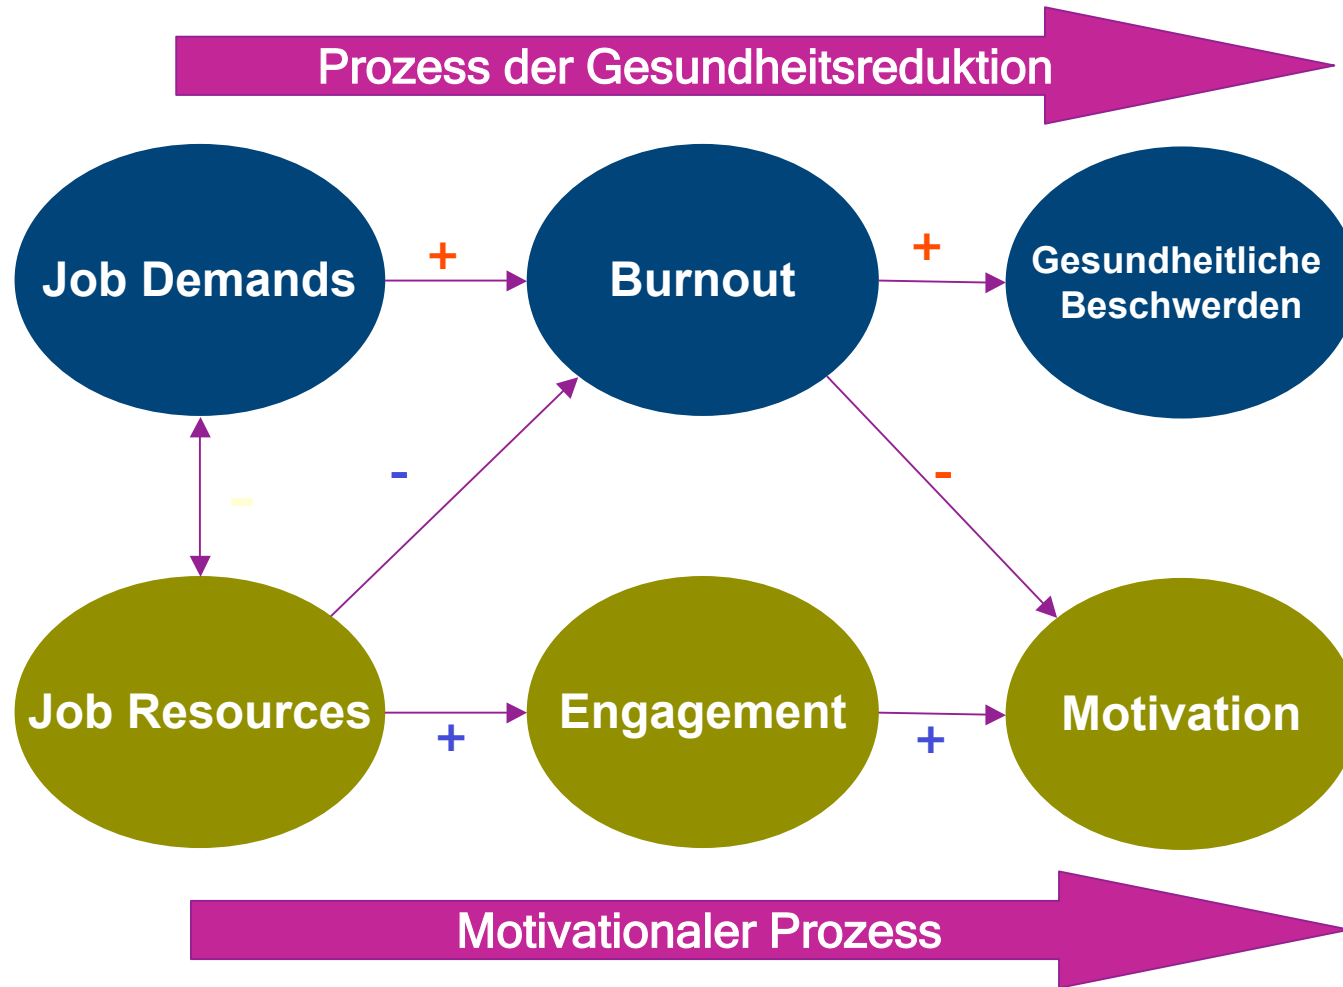 Prozess der Gesundheitsreduktion
Job Demands
+
Burnout
+
Gesundheitliche
Beschwerden
-
-
-
Job Resources
+
Engagement
+
Motivation
Motivationaler Prozess